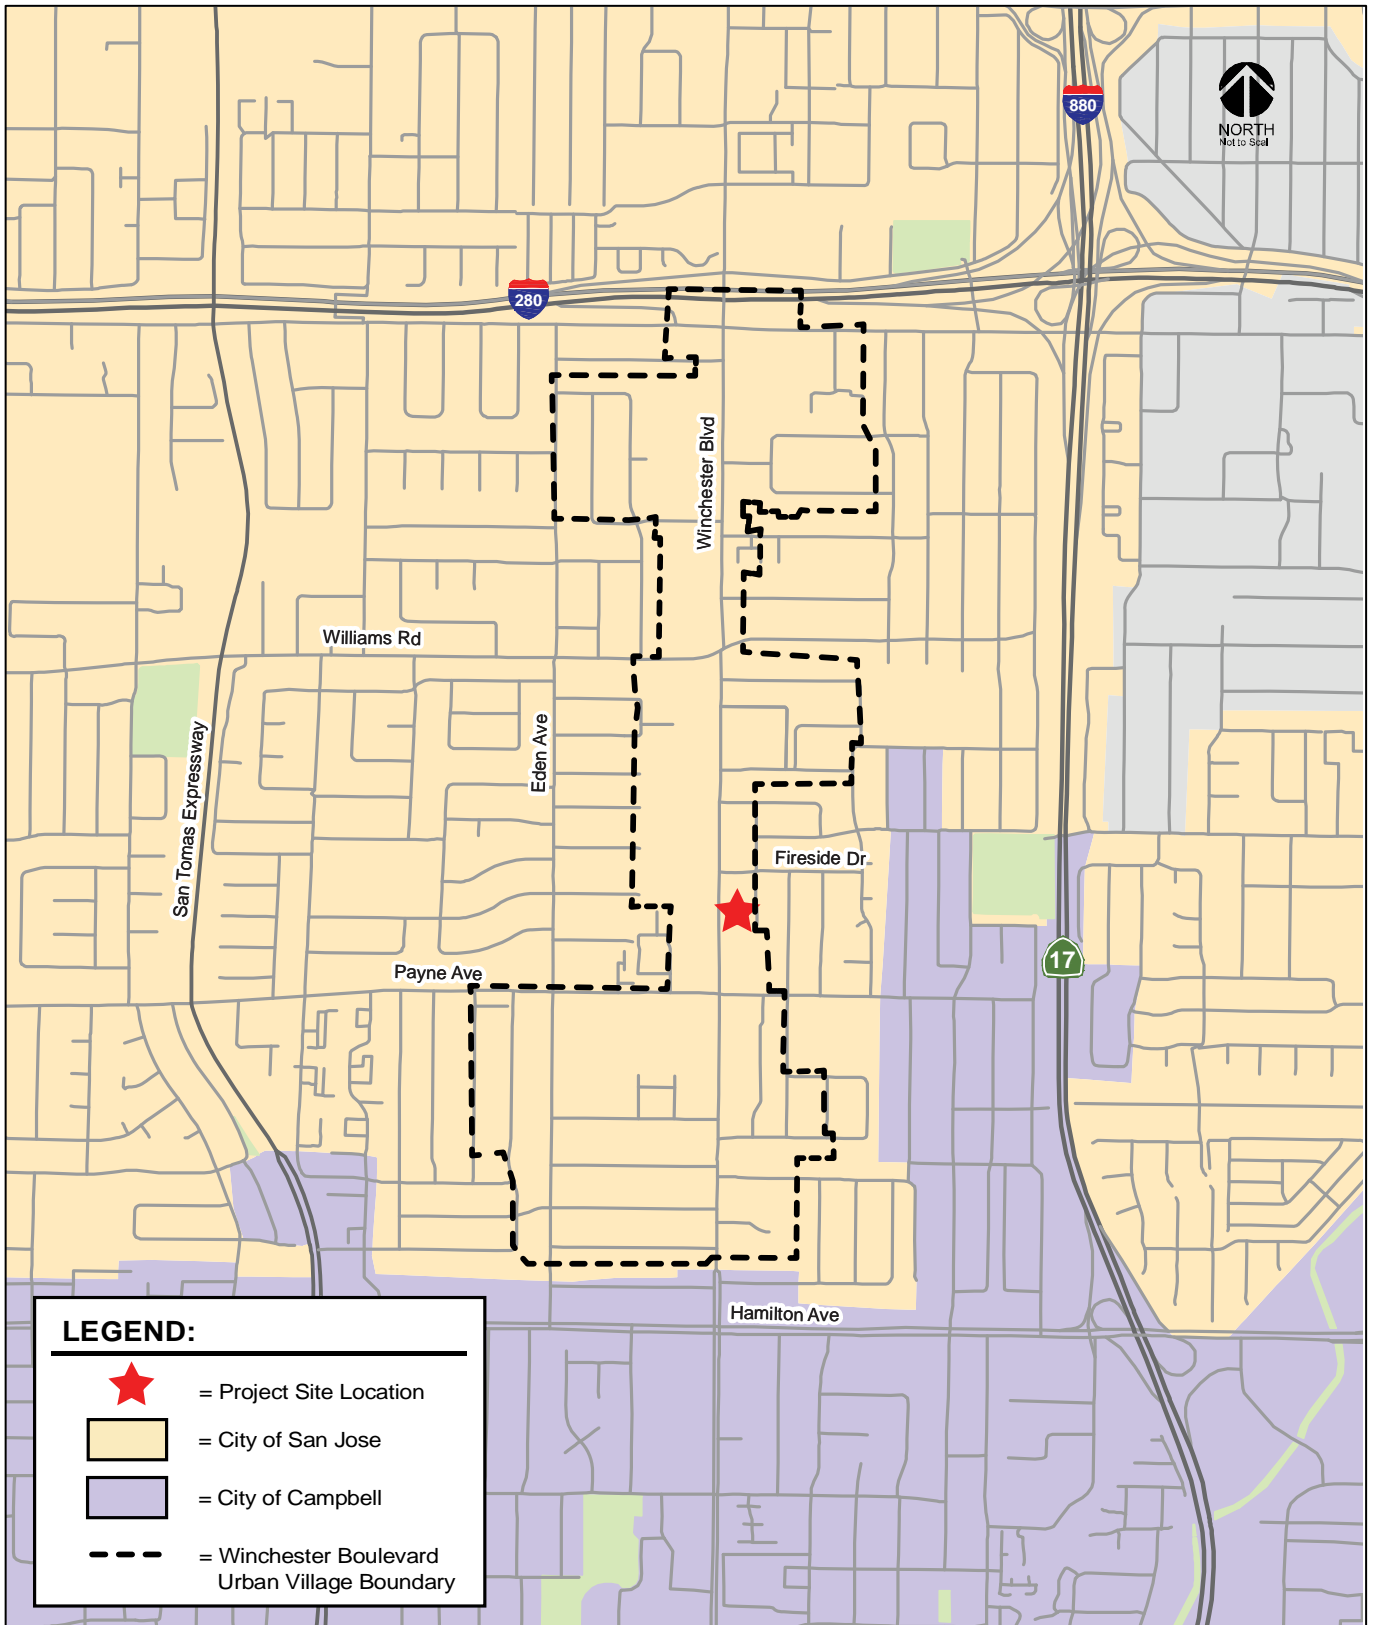 880
NORTH
Not to Scal
280
Winchester Blvd
Williams Rd
Eden Ave
San Tomas Expressway
Fireside Dr
Payne Ave
17
Hamilton Ave
LEGEND:
= Project Site Location
= City of San Jose
= City of Campbell
= Winchester Boulevard
Urban Village Boundary